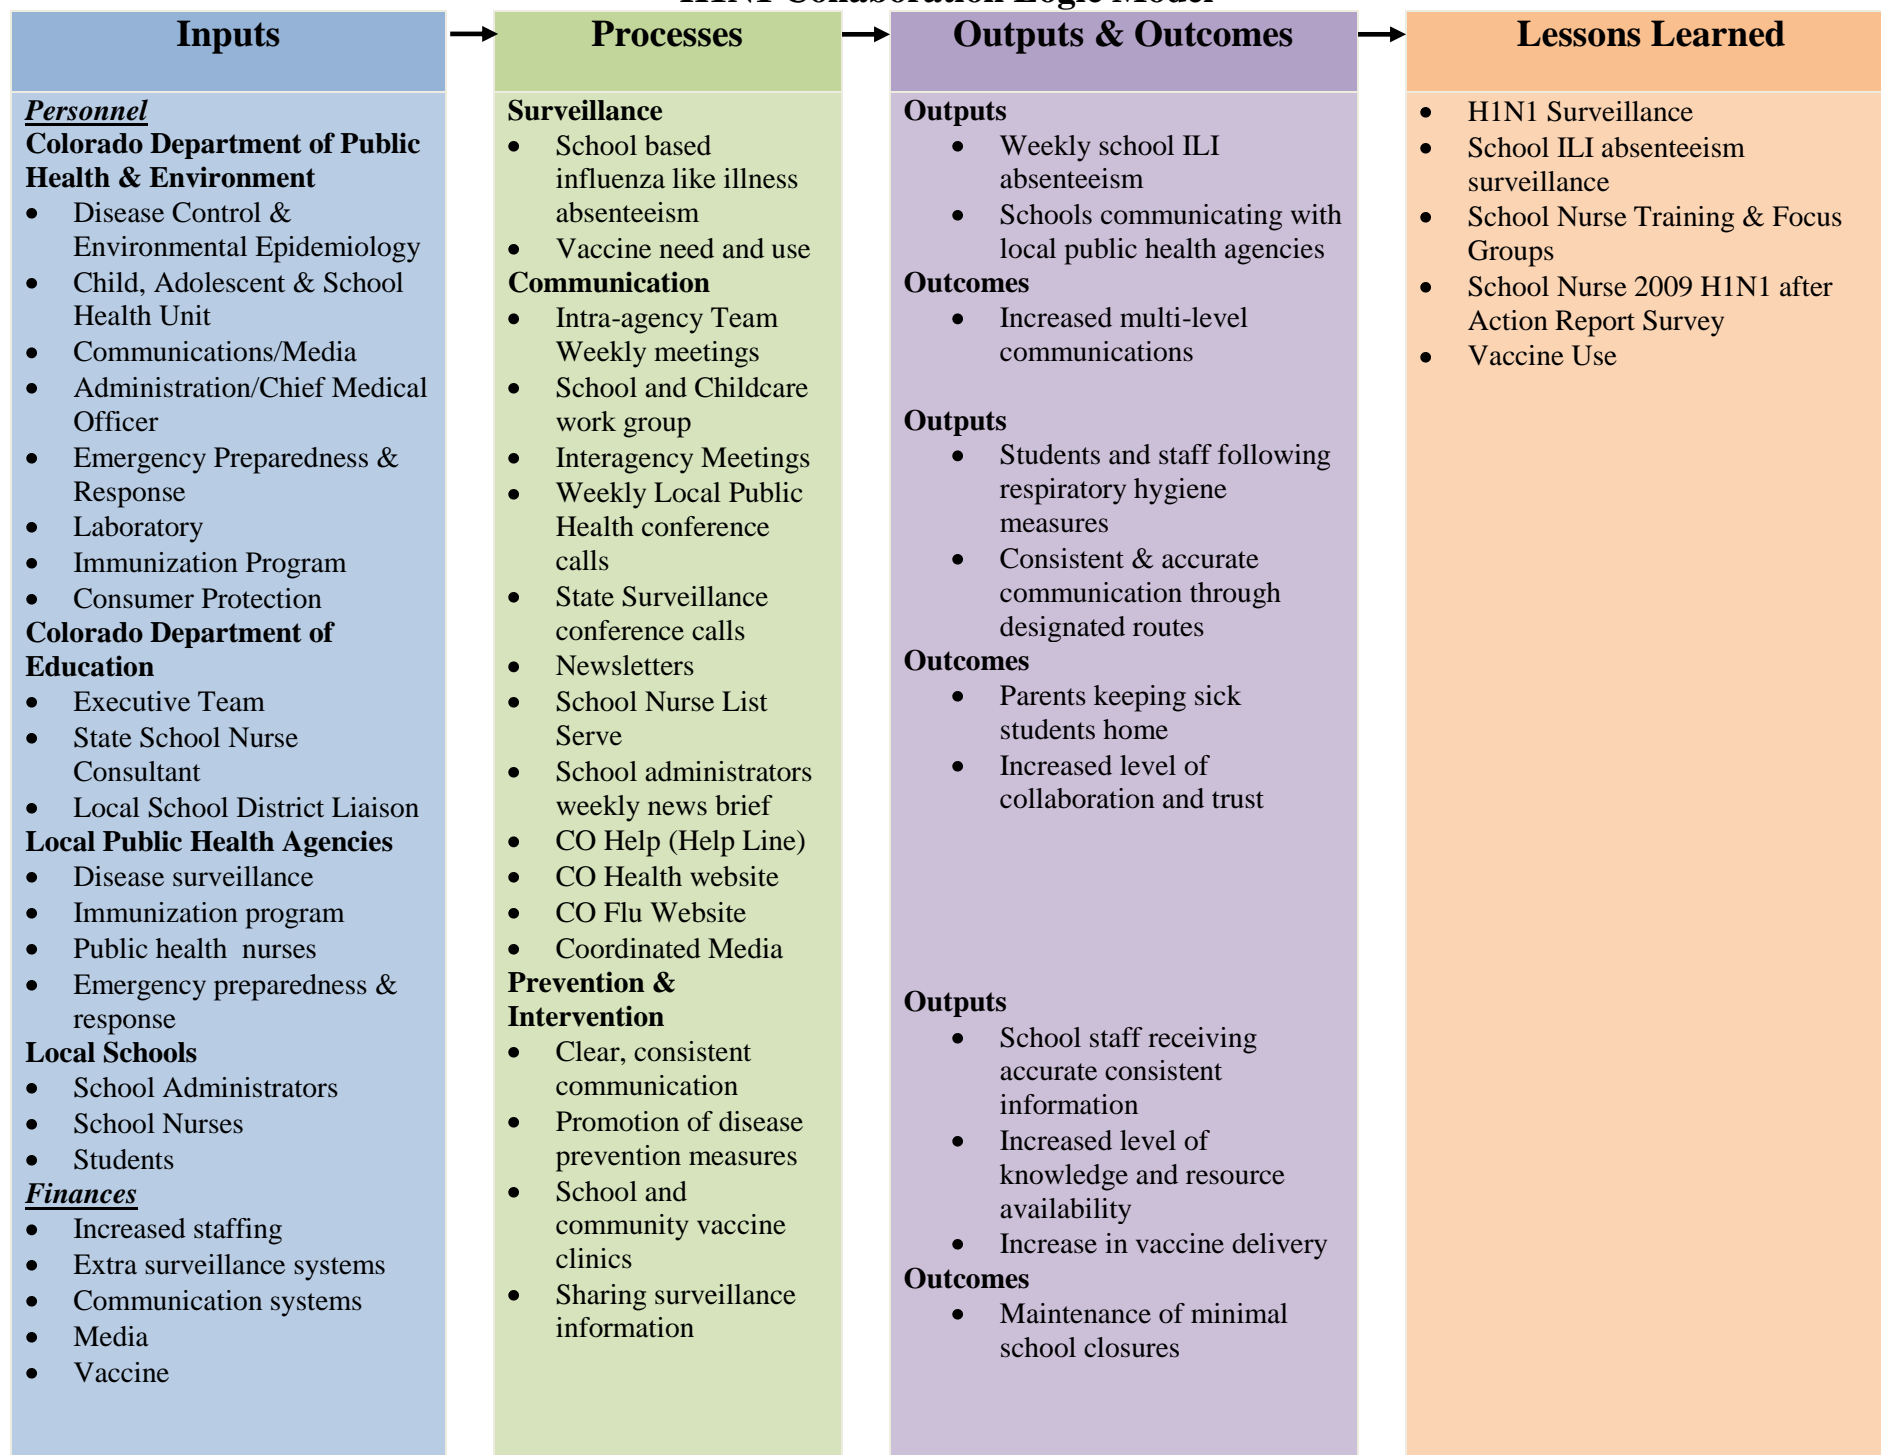 H1N1 Collaboration Logic Model
Inputs
Personnel
Colorado Department of Public
Health & Environment
• Disease Control &
Environmental Epidemiology
• Child, Adolescent & School
Health Unit
• Communications/Media
• Administration/Chief Medical
Officer
• Emergency Preparedness &
Response
• Laboratory
• Immunization Program
• Consumer Protection
Colorado Department of
Education
• Executive Team
• State School Nurse
Consultant
• Local School District Liaison
Local Public Health Agencies
• Disease surveillance
• Immunization program
• Public health nurses
• Emergency preparedness &
response
Local Schools
• School Administrators
• School Nurses
• Students
Finances
• Increased staffing
• Extra surveillance systems
• Communication systems
• Media
• Vaccine
Processes
Surveillance
• School based
influenza like illness
absenteeism
• Vaccine need and use
Communication
• Intra-agency Team
Weekly meetings
• School and Childcare
work group
• Interagency Meetings
• Weekly Local Public
Health conference
calls
• State Surveillance
conference calls
• Newsletters
• School Nurse List
Serve
• School administrators
weekly news brief
• CO Help (Help Line)
• CO Health website
• CO Flu Website
• Coordinated Media
Prevention &
Intervention
• Clear, consistent
communication
• Promotion of disease
prevention measures
• School and
community vaccine
clinics
• Sharing surveillance
information
Outputs & Outcomes
Outputs
• Weekly school ILI
absenteeism
• Schools communicating with
local public health agencies
Outcomes
• Increased multi-level
communications
Outputs
• Students and staff following
respiratory hygiene
measures
• Consistent & accurate
communication through
designated routes
Outcomes
• Parents keeping sick
students home
• Increased level of
collaboration and trust
Outputs
• School staff receiving
accurate consistent
information
• Increased level of
knowledge and resource
availability
• Increase in vaccine delivery
Outcomes
• Maintenance of minimal
school closures
Lessons Learned
• H1N1 Surveillance
• School ILI absenteeism
surveillance
• School Nurse Training & Focus
Groups
• School Nurse 2009 H1N1 after
Action Report Survey
• Vaccine Use